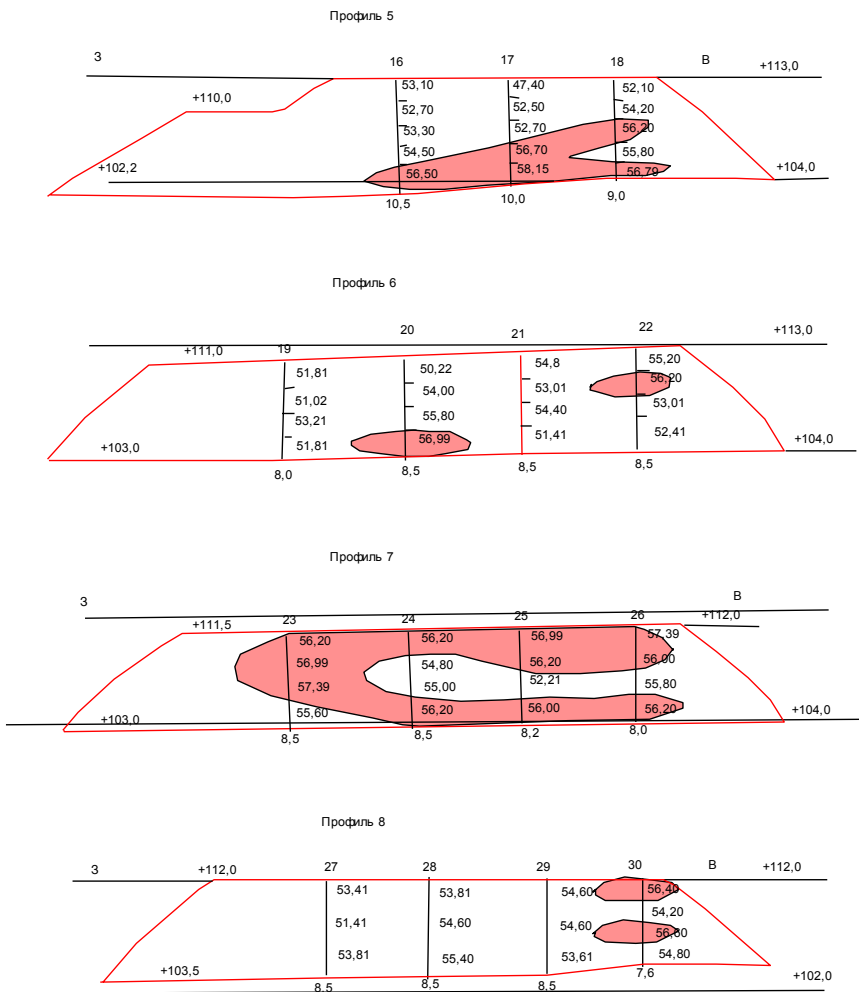 Профиль 5
З 16 17 18 В +113,0
+110,0 53,10 47,40 52,10
52,70 52,50 54,20
53,30 52,70 56,20
54,50 56,70 55,80
+102,2 56,50 58,15 56,79 +104,0
10,5 10,0 9,0
Профиль 6
+111,0 19 20 21 22 +113,0
51,81 50,22 54,8 55,20
51,02 54,00 53,01 56,20
53,21 55,80 54,40 53,01
51,81 56,99 51,41 52,41
+103,0 +104,0
8,0 8,5 8,5 8,5
Профиль 7
З В
+111,5 23 24 25 26 +112,0
56,20 56,20 56,99 57,39
56,99 54,80 56,20 56,00
57,39 55,00 52,21 55,80
55,60 56,20 56,00 56,20
+103,0 +104,0
8,5 8,5 8,2 8,0
Профиль 8
З +112,0 27 28 29 30 В +112,0
53,41 53,81 54,60 56,40
51,41 54,60 54,60 54,20
53,81 55,40 53,61 56,80
54,80
+103,5 +102,0
8,5 8,5 8,5 7,6